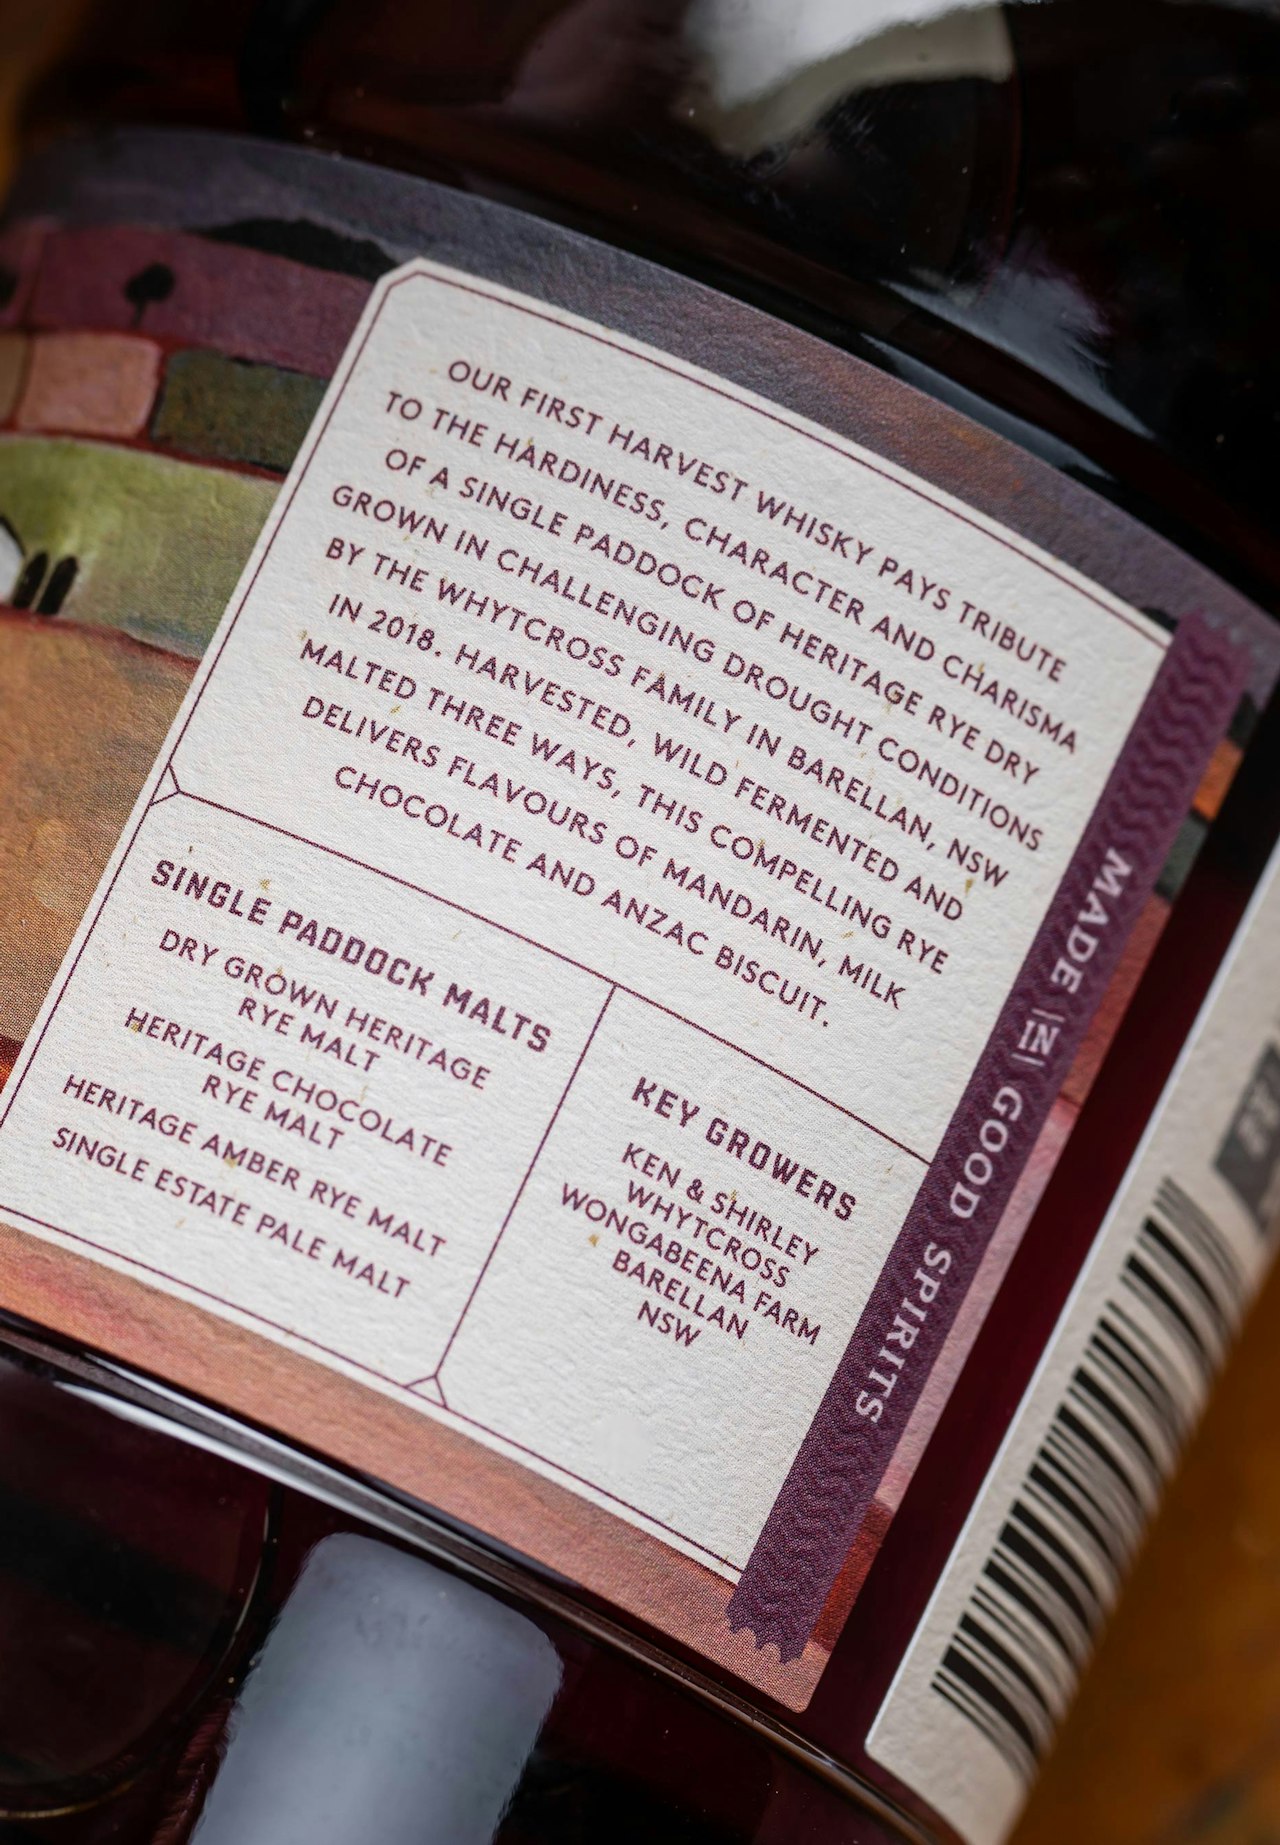 OUR FIRST HARVEST WHISKY PAYS TRIBUTE
TO THE HARDINESS, CHARACTER AND CHARISMA
OF A SINGLE PADDOCK OF HERITAGE RYE DRY
GROWN IN CHALLENGING DROUGHT CONDITIONS
BY THE WHYTCROSS FAMILY IN BARELLAN, NSW
IN 2018. HARVESTED, WILD FERMENTED AND
MALTED THREE WAYS, THIS COMPELLING RYE
DELIVERS FLAVOURS OF MANDARIN, MILK
CHOCOLATE AND ANZAC BISCUIT.
SINGLE PADDOCK MALTS
DRY GROWN HERITAGE
RYE MALT
HERITAGE CHOCOLATE
RYE MALT
HERITAGE AMBER RYE MALT
SINGLE ESTATE PALE MALT
KEY GROWERS
KEN & SHIRLEY
WHYTCROSS
WONGABEENA FARM
BARELLAN
NSW
MADE IN GOOD SPIRITS